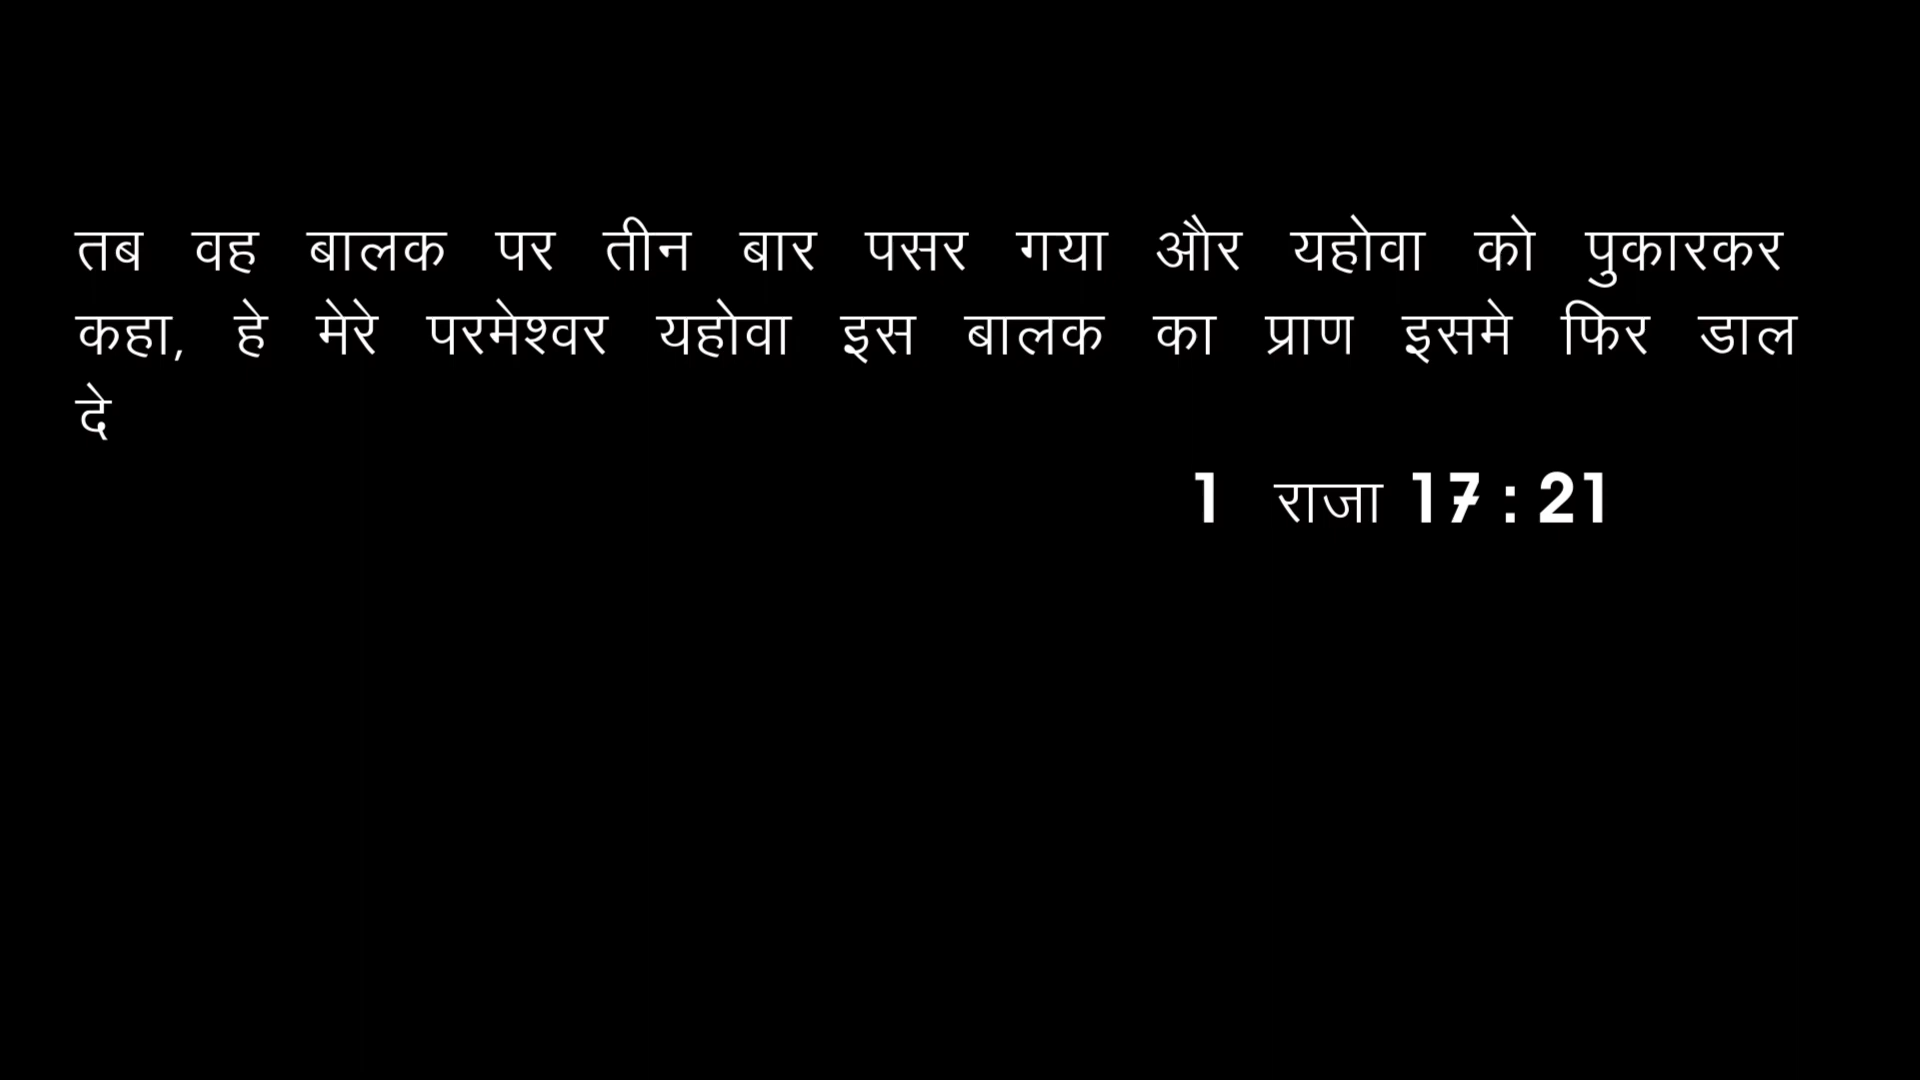 तब वह बालक पर तीन बार पसर गया और यहोवा को पुकारकर
कहा, हे मेरे परमेश्वर यहोवा इस बालक का प्राण इसमे फिर डाल
दे
1 राजा 17 : 21